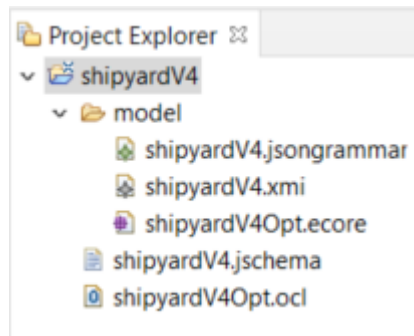 Project Explorer
shipyardV4
model
shipyardV4.jsongrammar
shipyardV4.xmi
shipyardV4Opt.ecore
shipyardV4.jschema
shipyardV4Opt.ocl